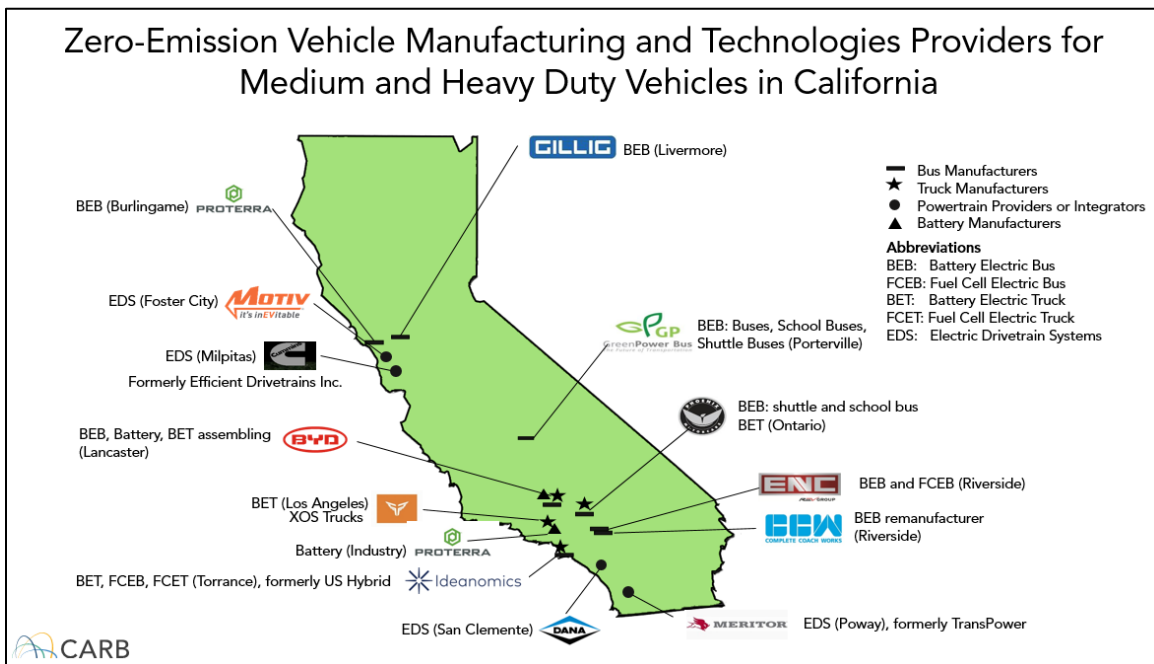 Zero-Emission Vehicle Manufacturing and Technologies Providers for
Medium and Heavy Duty Vehicles in California
GILLIG
BEB (Livermore)
Bus Manufacturers
Truck Manufacturers
Powertrain Providers or Integrators
Battery Manufacturers
Abbreviations
BEB: Battery Electric Bus
FCEB: Fuel Cell Electric Bus
BET: Battery Electric Truck
FCET: Fuel Cell Electric Truck
EDS: Electric Drivetrain Systems
BEB (Burlingame)
PROTERRA
EDS (Foster City)
MOTIV
it's inEVitable
EDS (Milpitas)
Formerly Efficient Drivetrains Inc.
GP
GreenPower Bus
BEB: Buses, School Buses,
Shuttle Buses (Porterville)
BEB: shuttle and school bus
BET (Ontario)
BEB, Battery, BET assembling
(Lancaster)
BYD
ENC
BEB and FCEB (Riverside)
BET (Los Angeles)
XOS Trucks
CCW
COMPLETE COACH WORKS
BEB remanufacturer
(Riverside)
Battery (Industry)
PROTERRA
BET, FCEB, FCET (Torrance), formerly US Hybrid
Ideanomics
EDS (San Clemente)
DANA
MERITOR
EDS (Poway), formerly TransPower
CARB